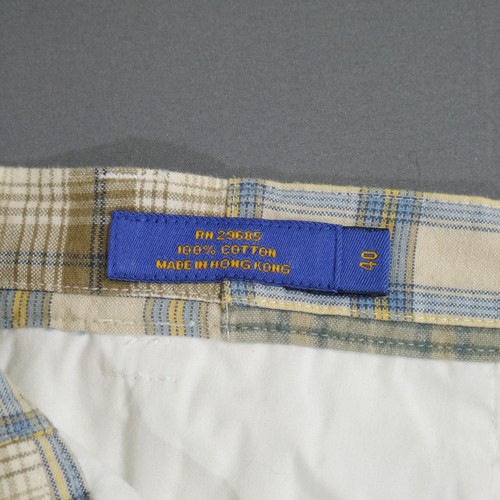 RN 29685
100% COTTON
MADE IN HONG KONG
40